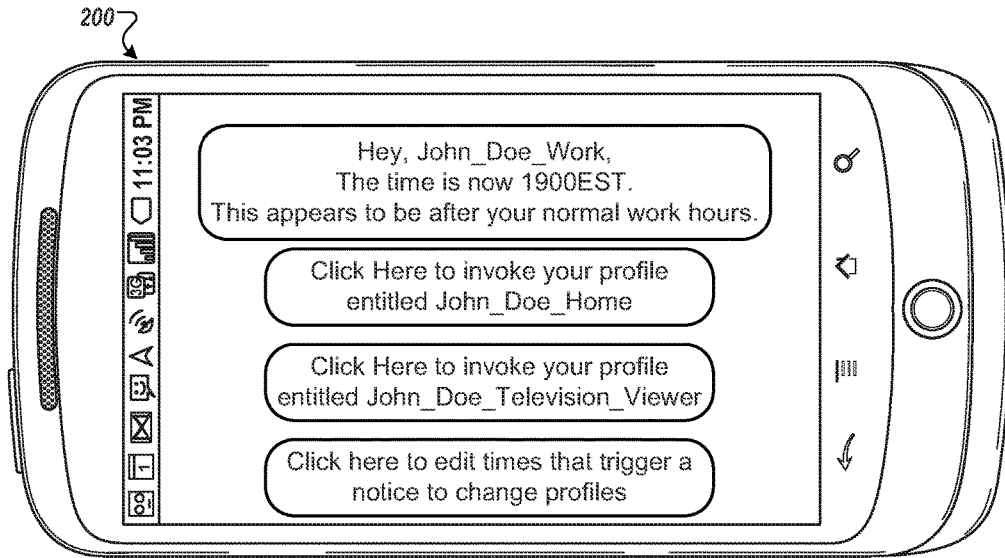 200
11:03 PM
3G
1
Hey, John_Doe_Work,
The time is now 1900EST.
This appears to be after your normal work hours.
Click Here to invoke your profile
entitled John_Doe_Home
Click Here to invoke your profile
entitled John_Doe_Television_Viewer
Click here to edit times that trigger a
notice to change profiles